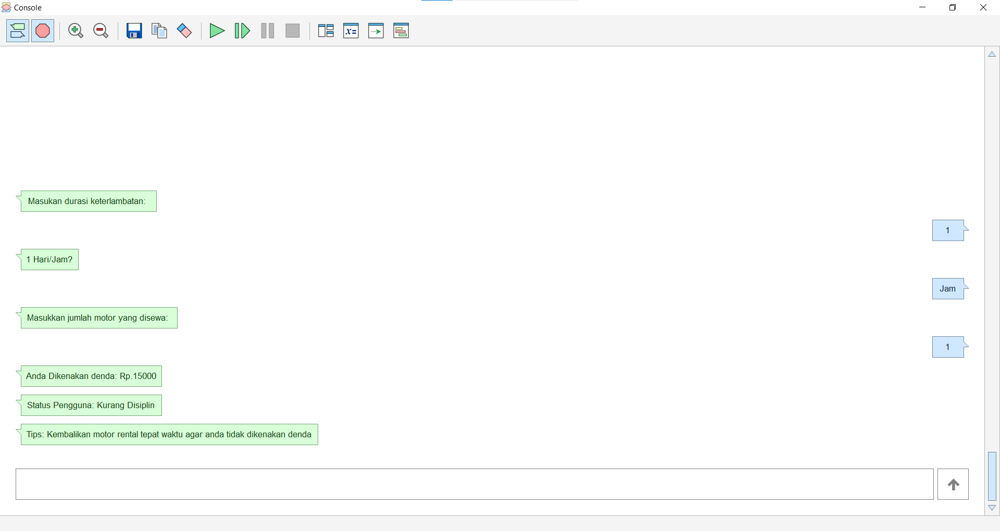 Console
x=
Masukan durasi keterlambatan:
1
1 Hari/Jam?
Jam
Masukkan jumlah motor yang disewa:
1
Anda Dikenakan denda: Rp.15000
Status Pengguna: Kurang Disiplin
Tips: Kembalikan motor rental tepat waktu agar anda tidak dikenakan denda